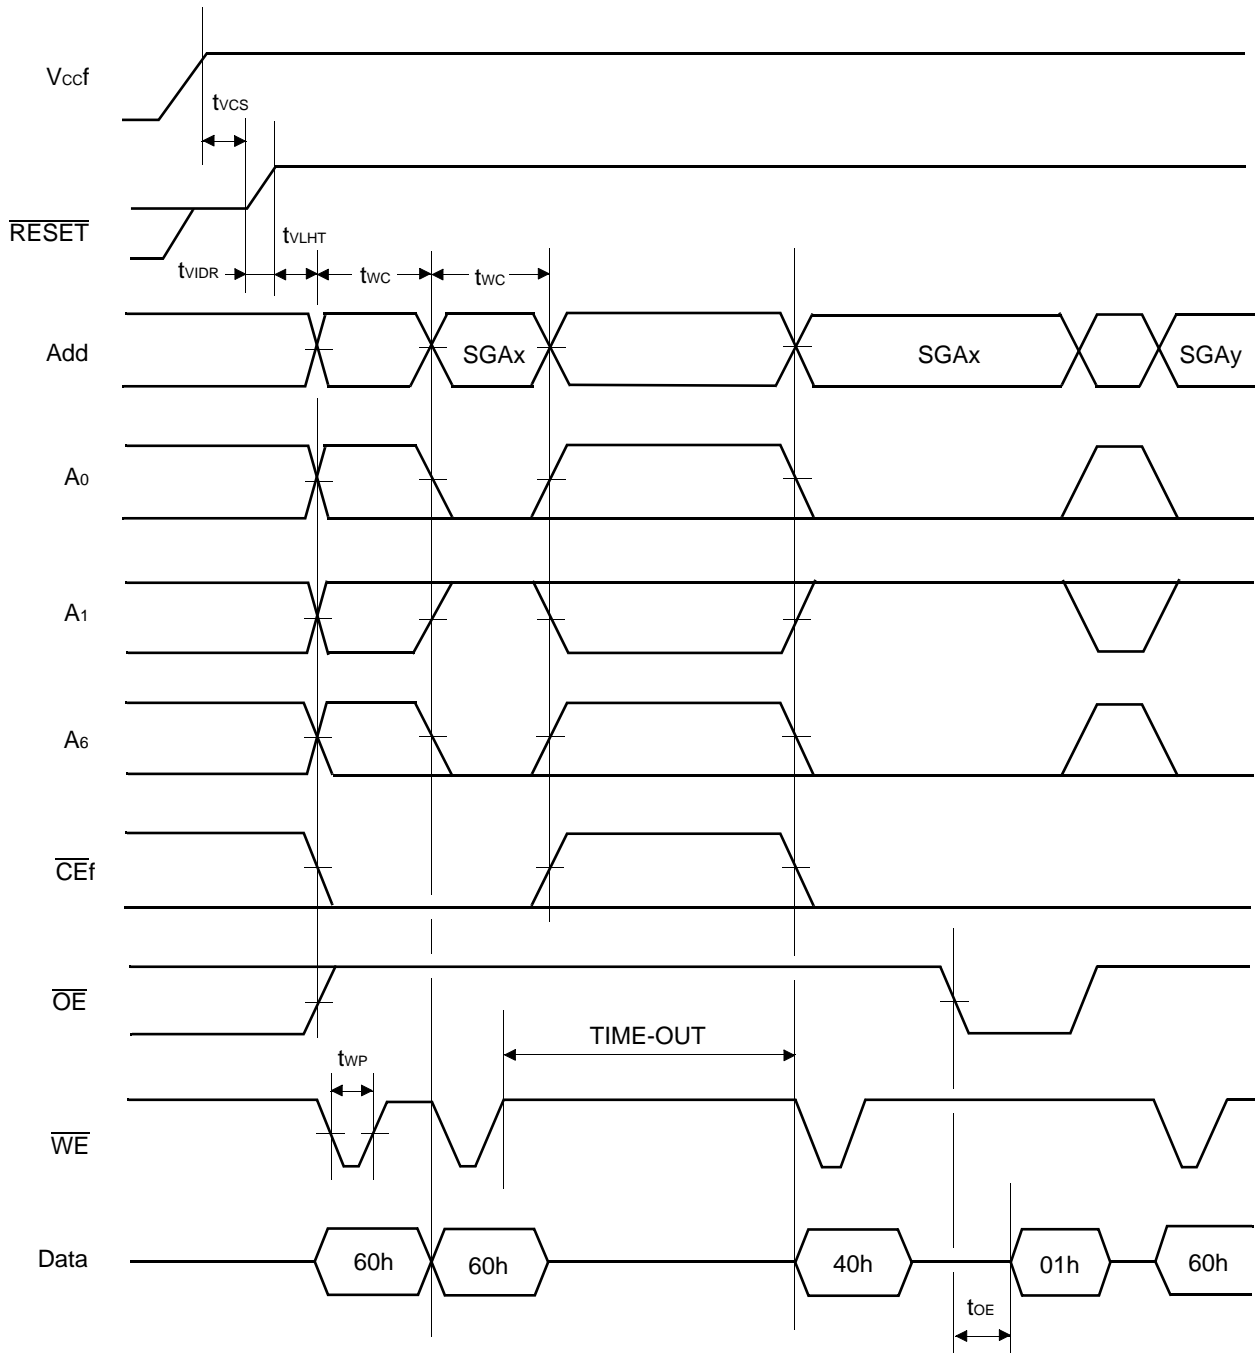 VCCf
tVCS
RESET
tVLHT
tVIDR
tWC
tWC
Add
SGAx
SGAx
SGAy
A0
A1
A6
CEf
OE
TIME-OUT
tWP
WE
Data
60h
60h
40h
01h
60h
tOE